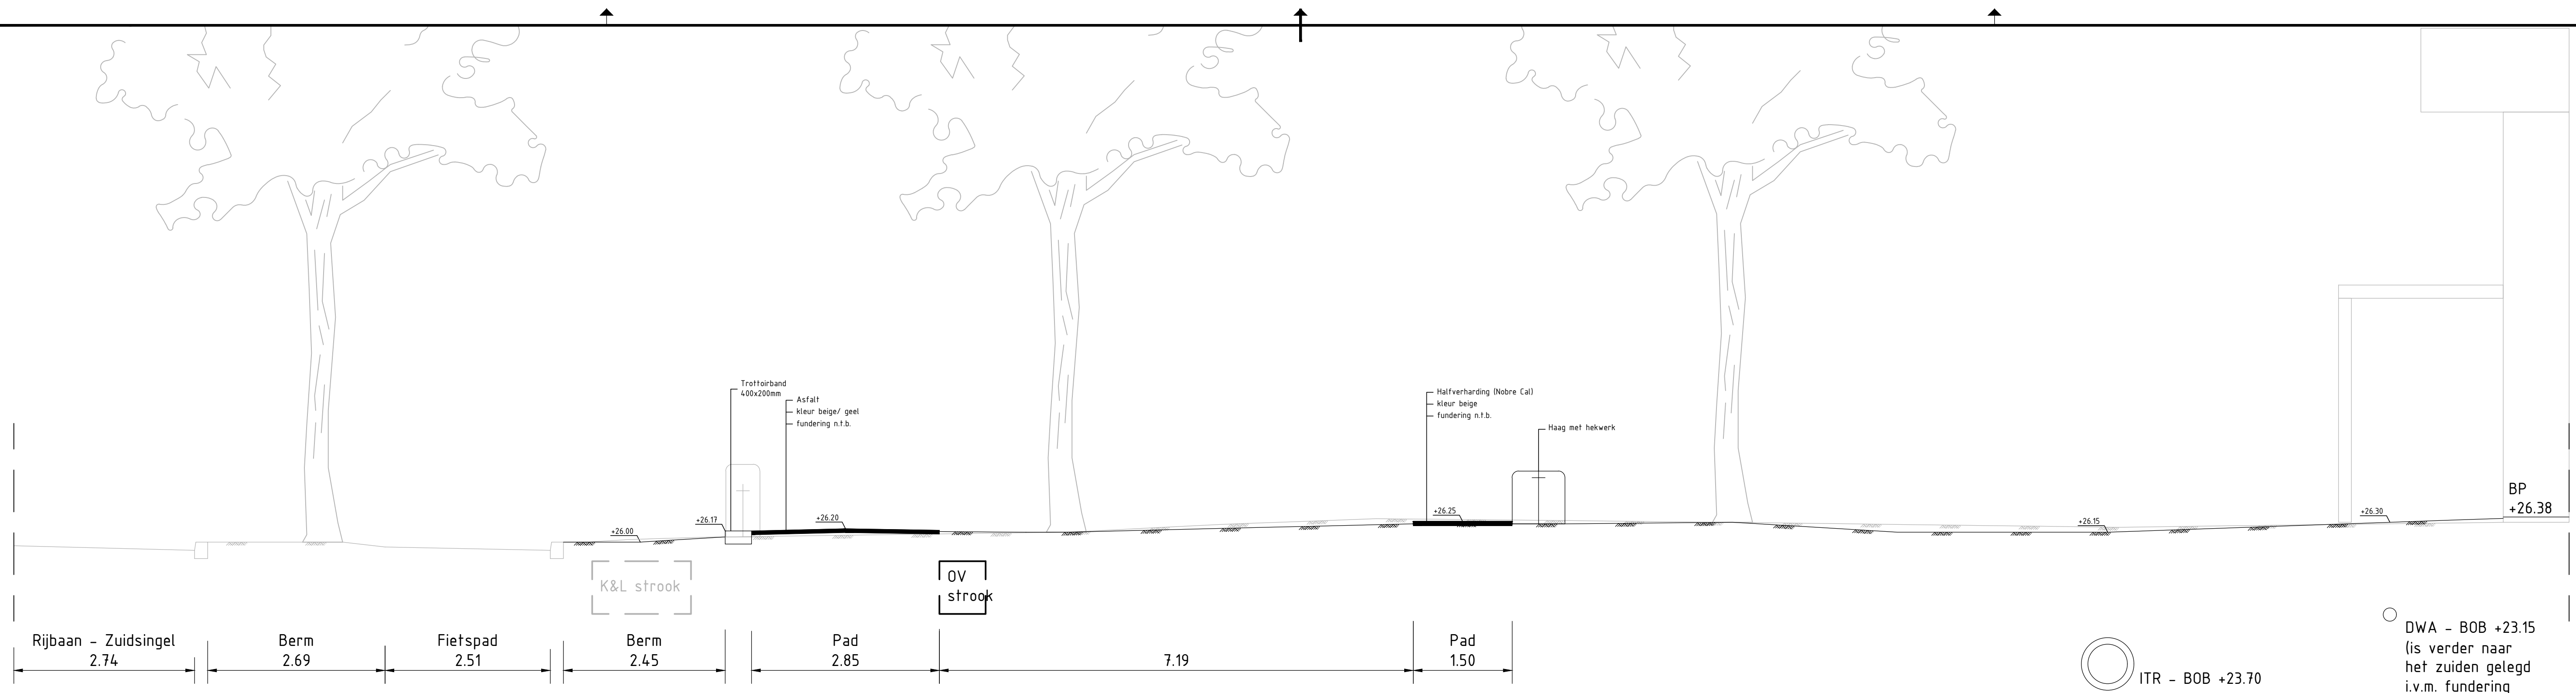 Trottoirband
400x200mm
Asfalt
kleur beige/ geel
fundering n.t.b.
Halfverharding (Nobre Cal)
kleur beige
fundering n.t.b.
Haag met hekwerk
+26.00
+26.17
+26.20
+26.25
+26.15
+26.30
BP
+26.38
K&L strook
OV
strook
Rijbaan - Zuidsingel
2.74
Berm
2.69
Fietspad
2.51
Berm
2.45
Pad
2.85
7.19
Pad
1.50
ITR - BOB +23.70
DWA - BOB +23.15
(is verder naar
het zuiden gelegd
i.v.m. fundering